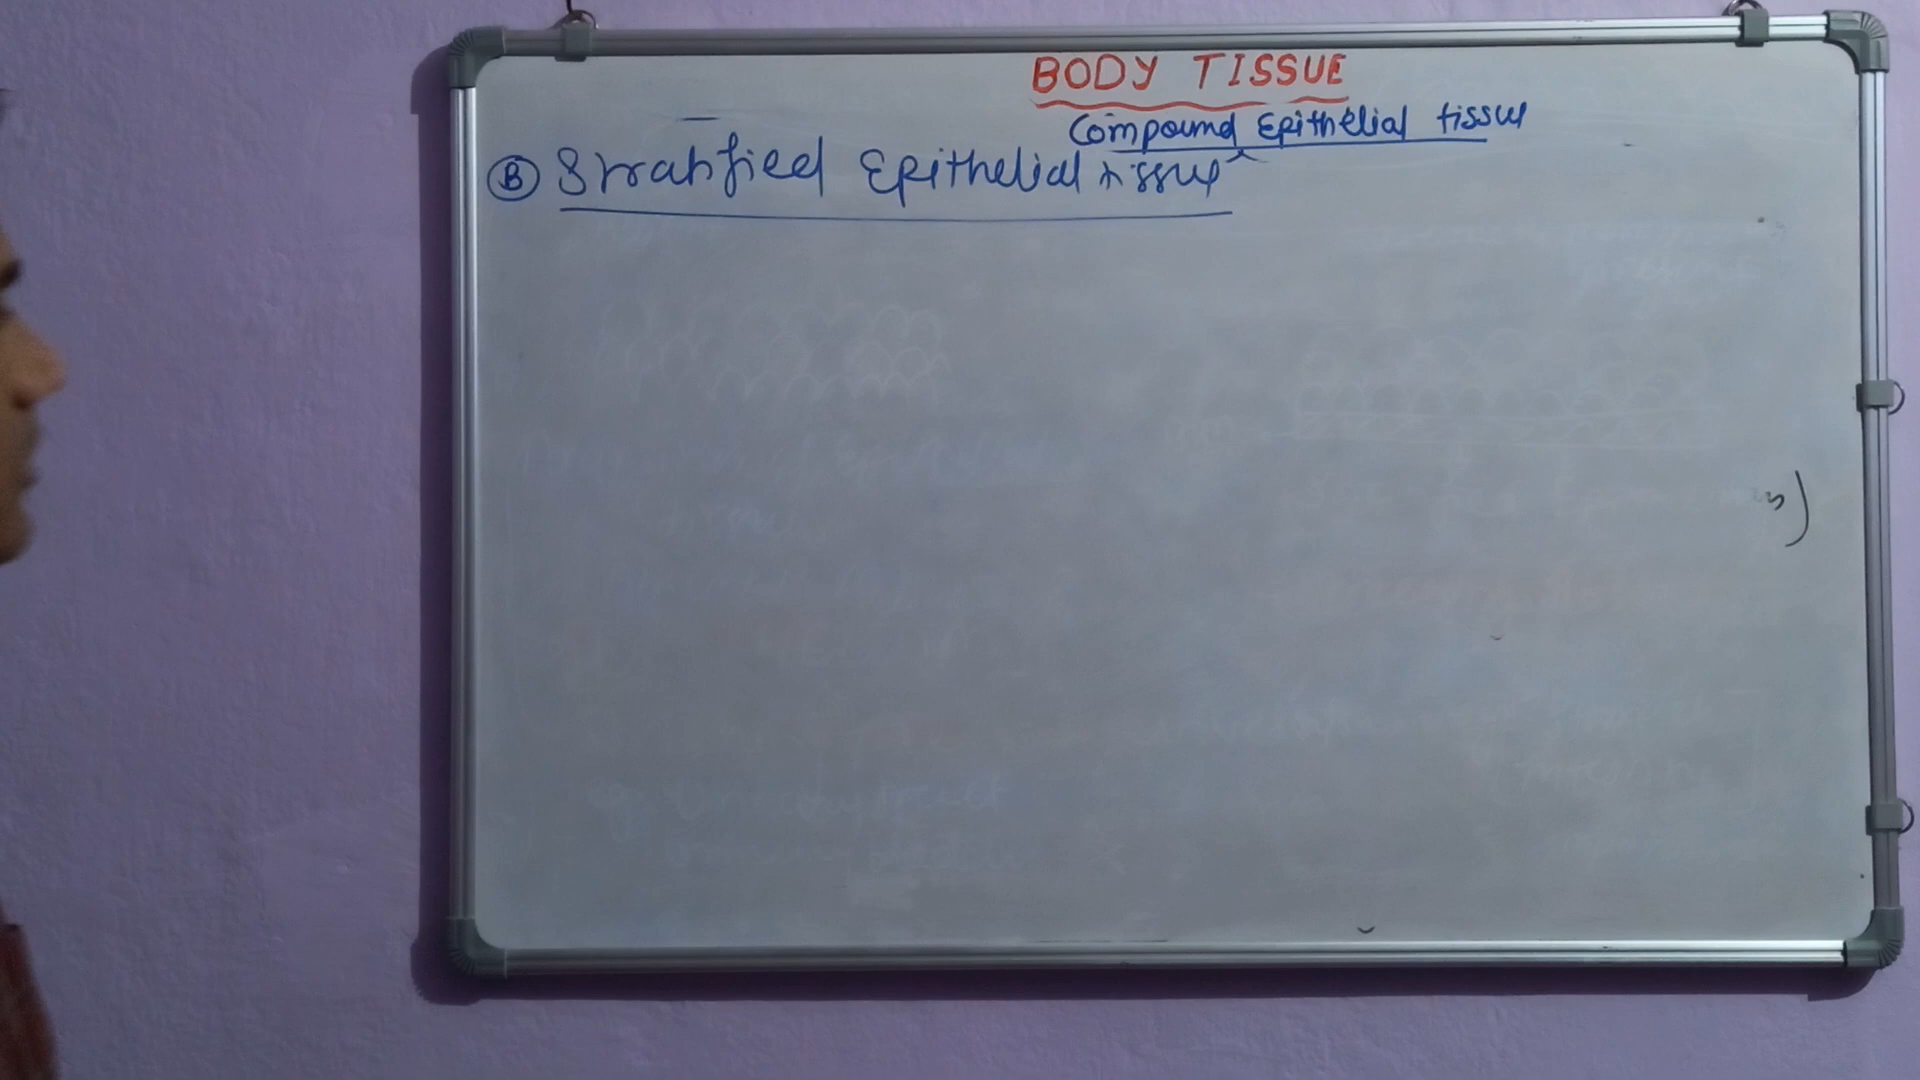 BODY TISSUE
Compound Epithelial tissue
Ⓑ Stratified Epithelial tissue